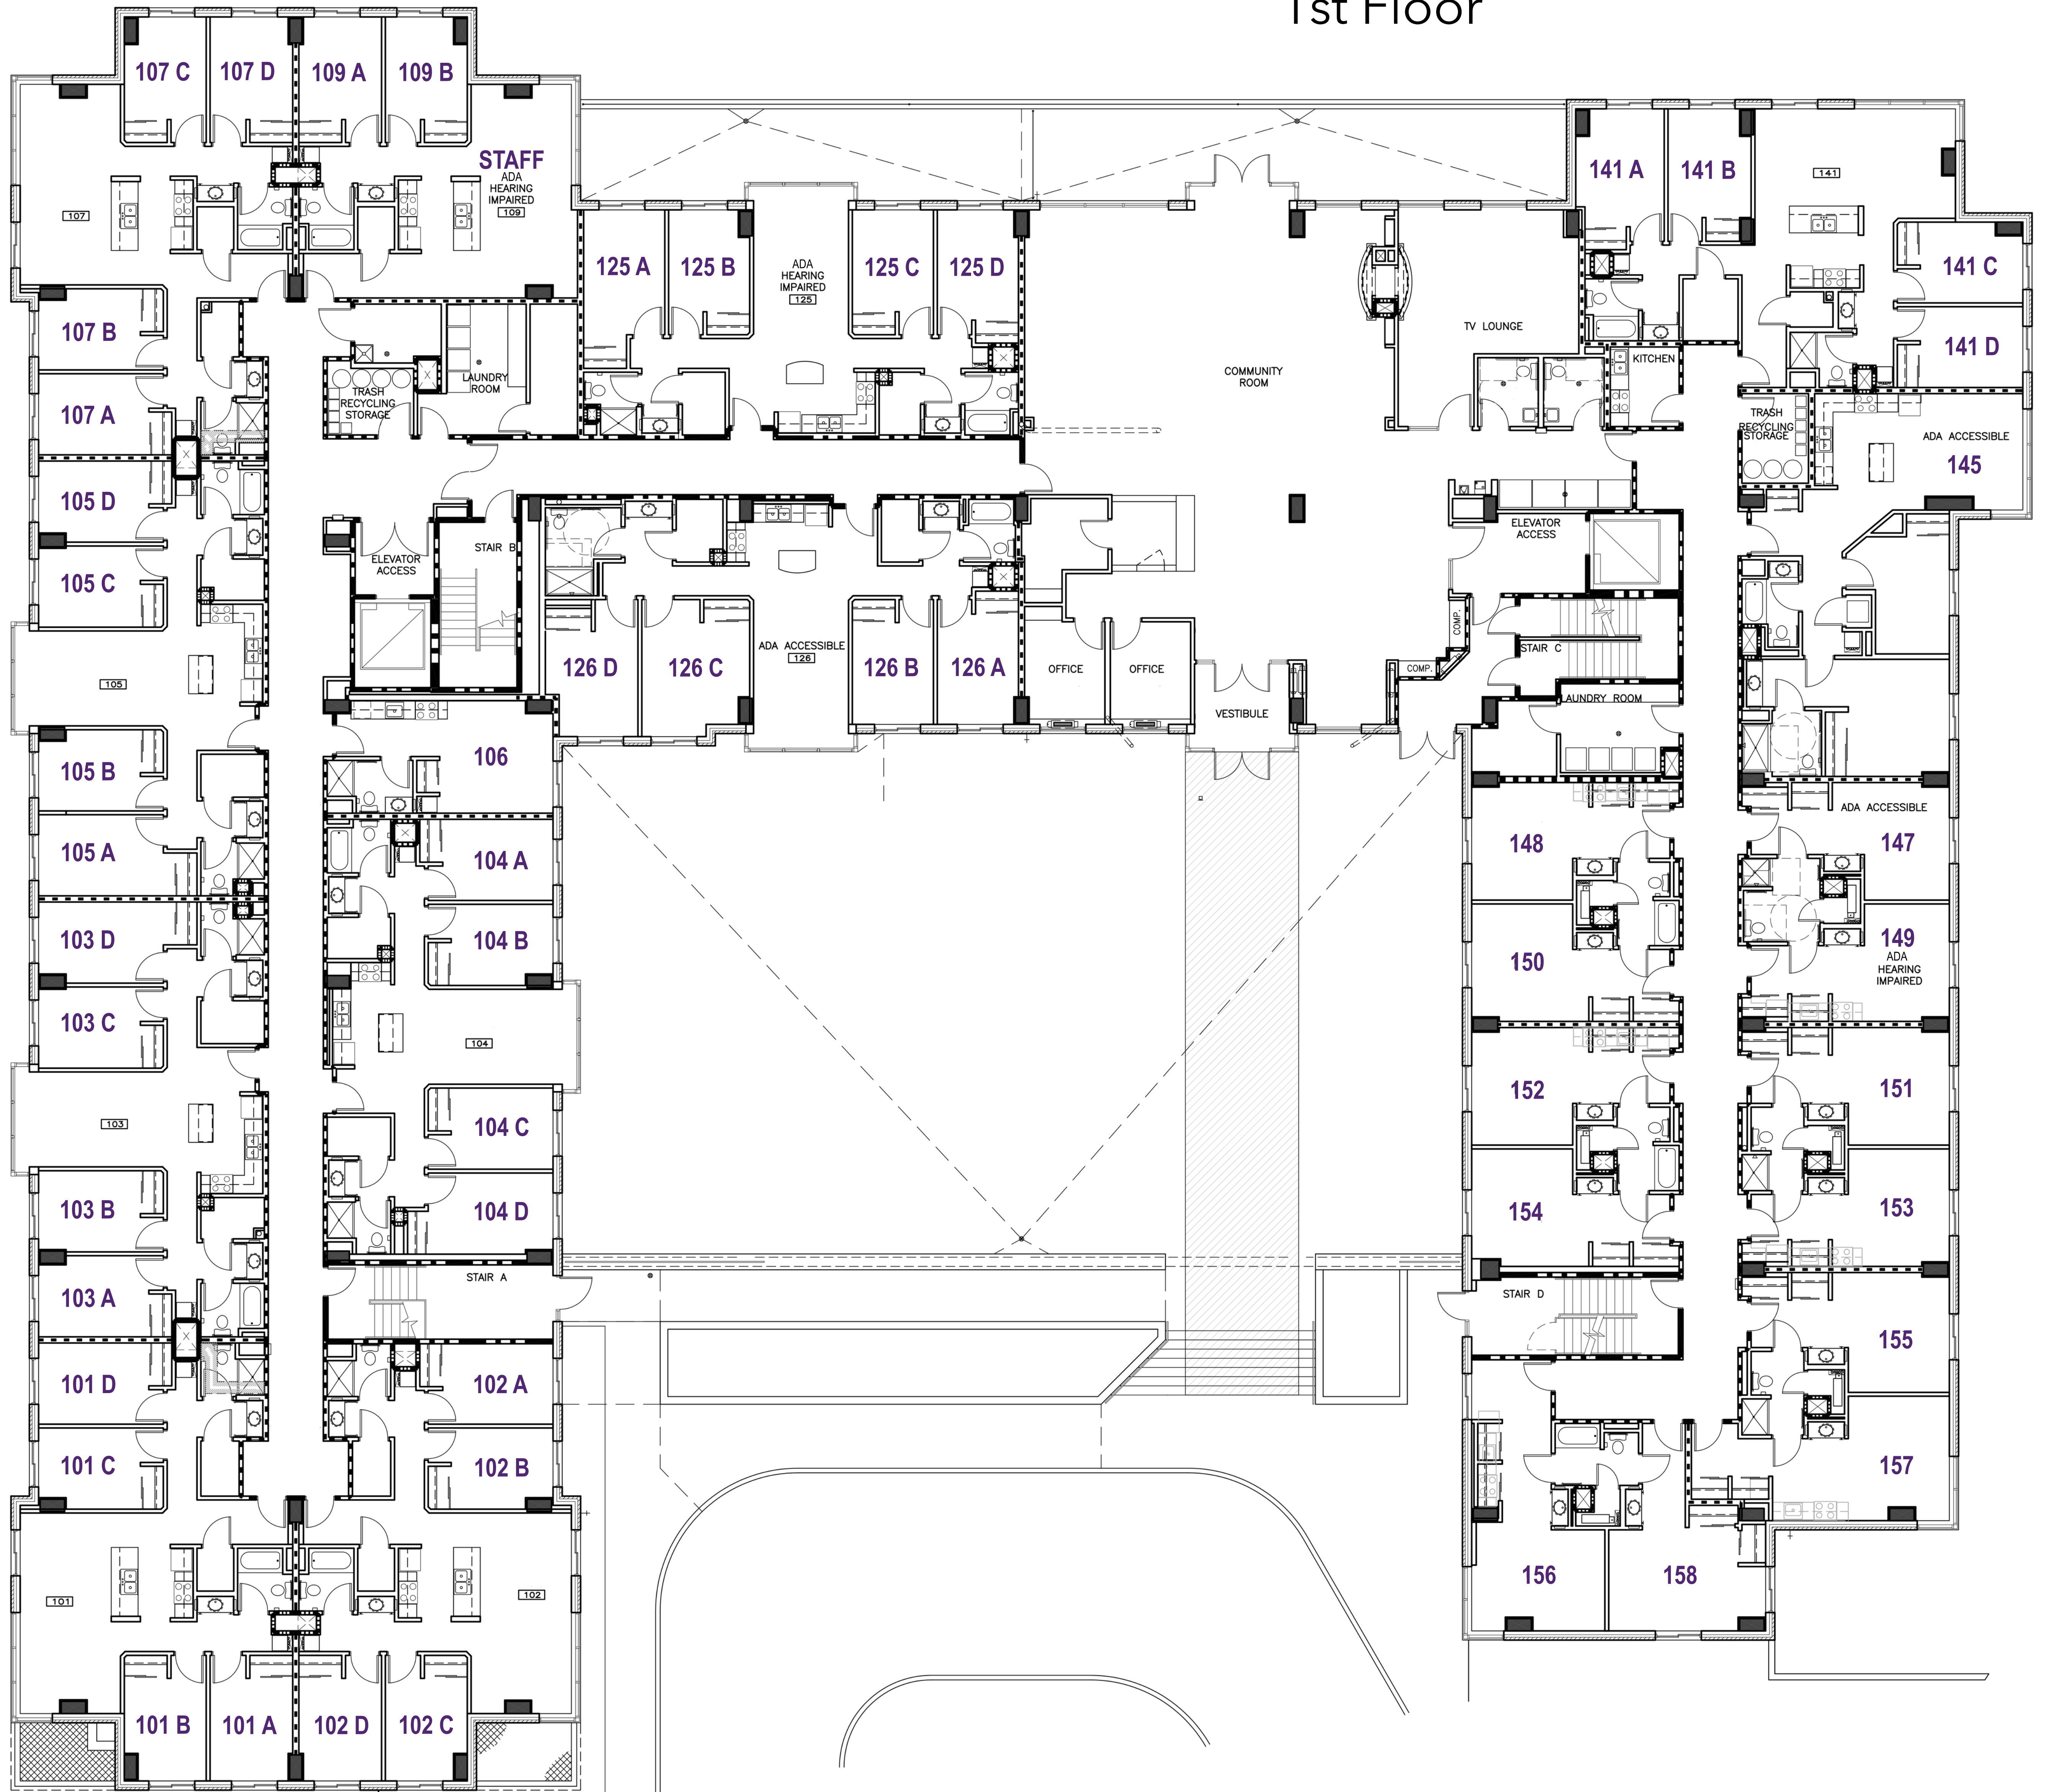 1st Floor
107 C
107 D
109 A
109 B
STAFF
ADA
HEARING
IMPAIRED
109
107
141 A
141 B
141
125 A
125 B
ADA
HEARING
IMPAIRED
125
125 C
125 D
141 C
107 B
TV LOUNGE
141 D
KITCHEN
COMMUNITY
ROOM
LAUNDRY
ROOM
TRASH
RECYCLING
STORAGE
107 A
TRASH
RECYCLING
STORAGE
ADA ACCESSIBLE
145
105 D
ELEVATOR
ACCESS
STAIR B
ELEVATOR
ACCESS
105 C
COMP.
STAIR C
ADA ACCESSIBLE
126
126 D
126 C
126 B
126 A
OFFICE
OFFICE
COMP.
105
LAUNDRY ROOM
VESTIBULE
106
105 B
ADA ACCESSIBLE
148
147
105 A
104 A
103 D
104 B
149
ADA
HEARING
IMPAIRED
150
103 C
104
152
151
103
104 C
103 B
104 D
154
153
STAIR A
103 A
STAIR D
155
101 D
102 A
101 C
102 B
157
156
158
101
102
101 B
101 A
102 D
102 C